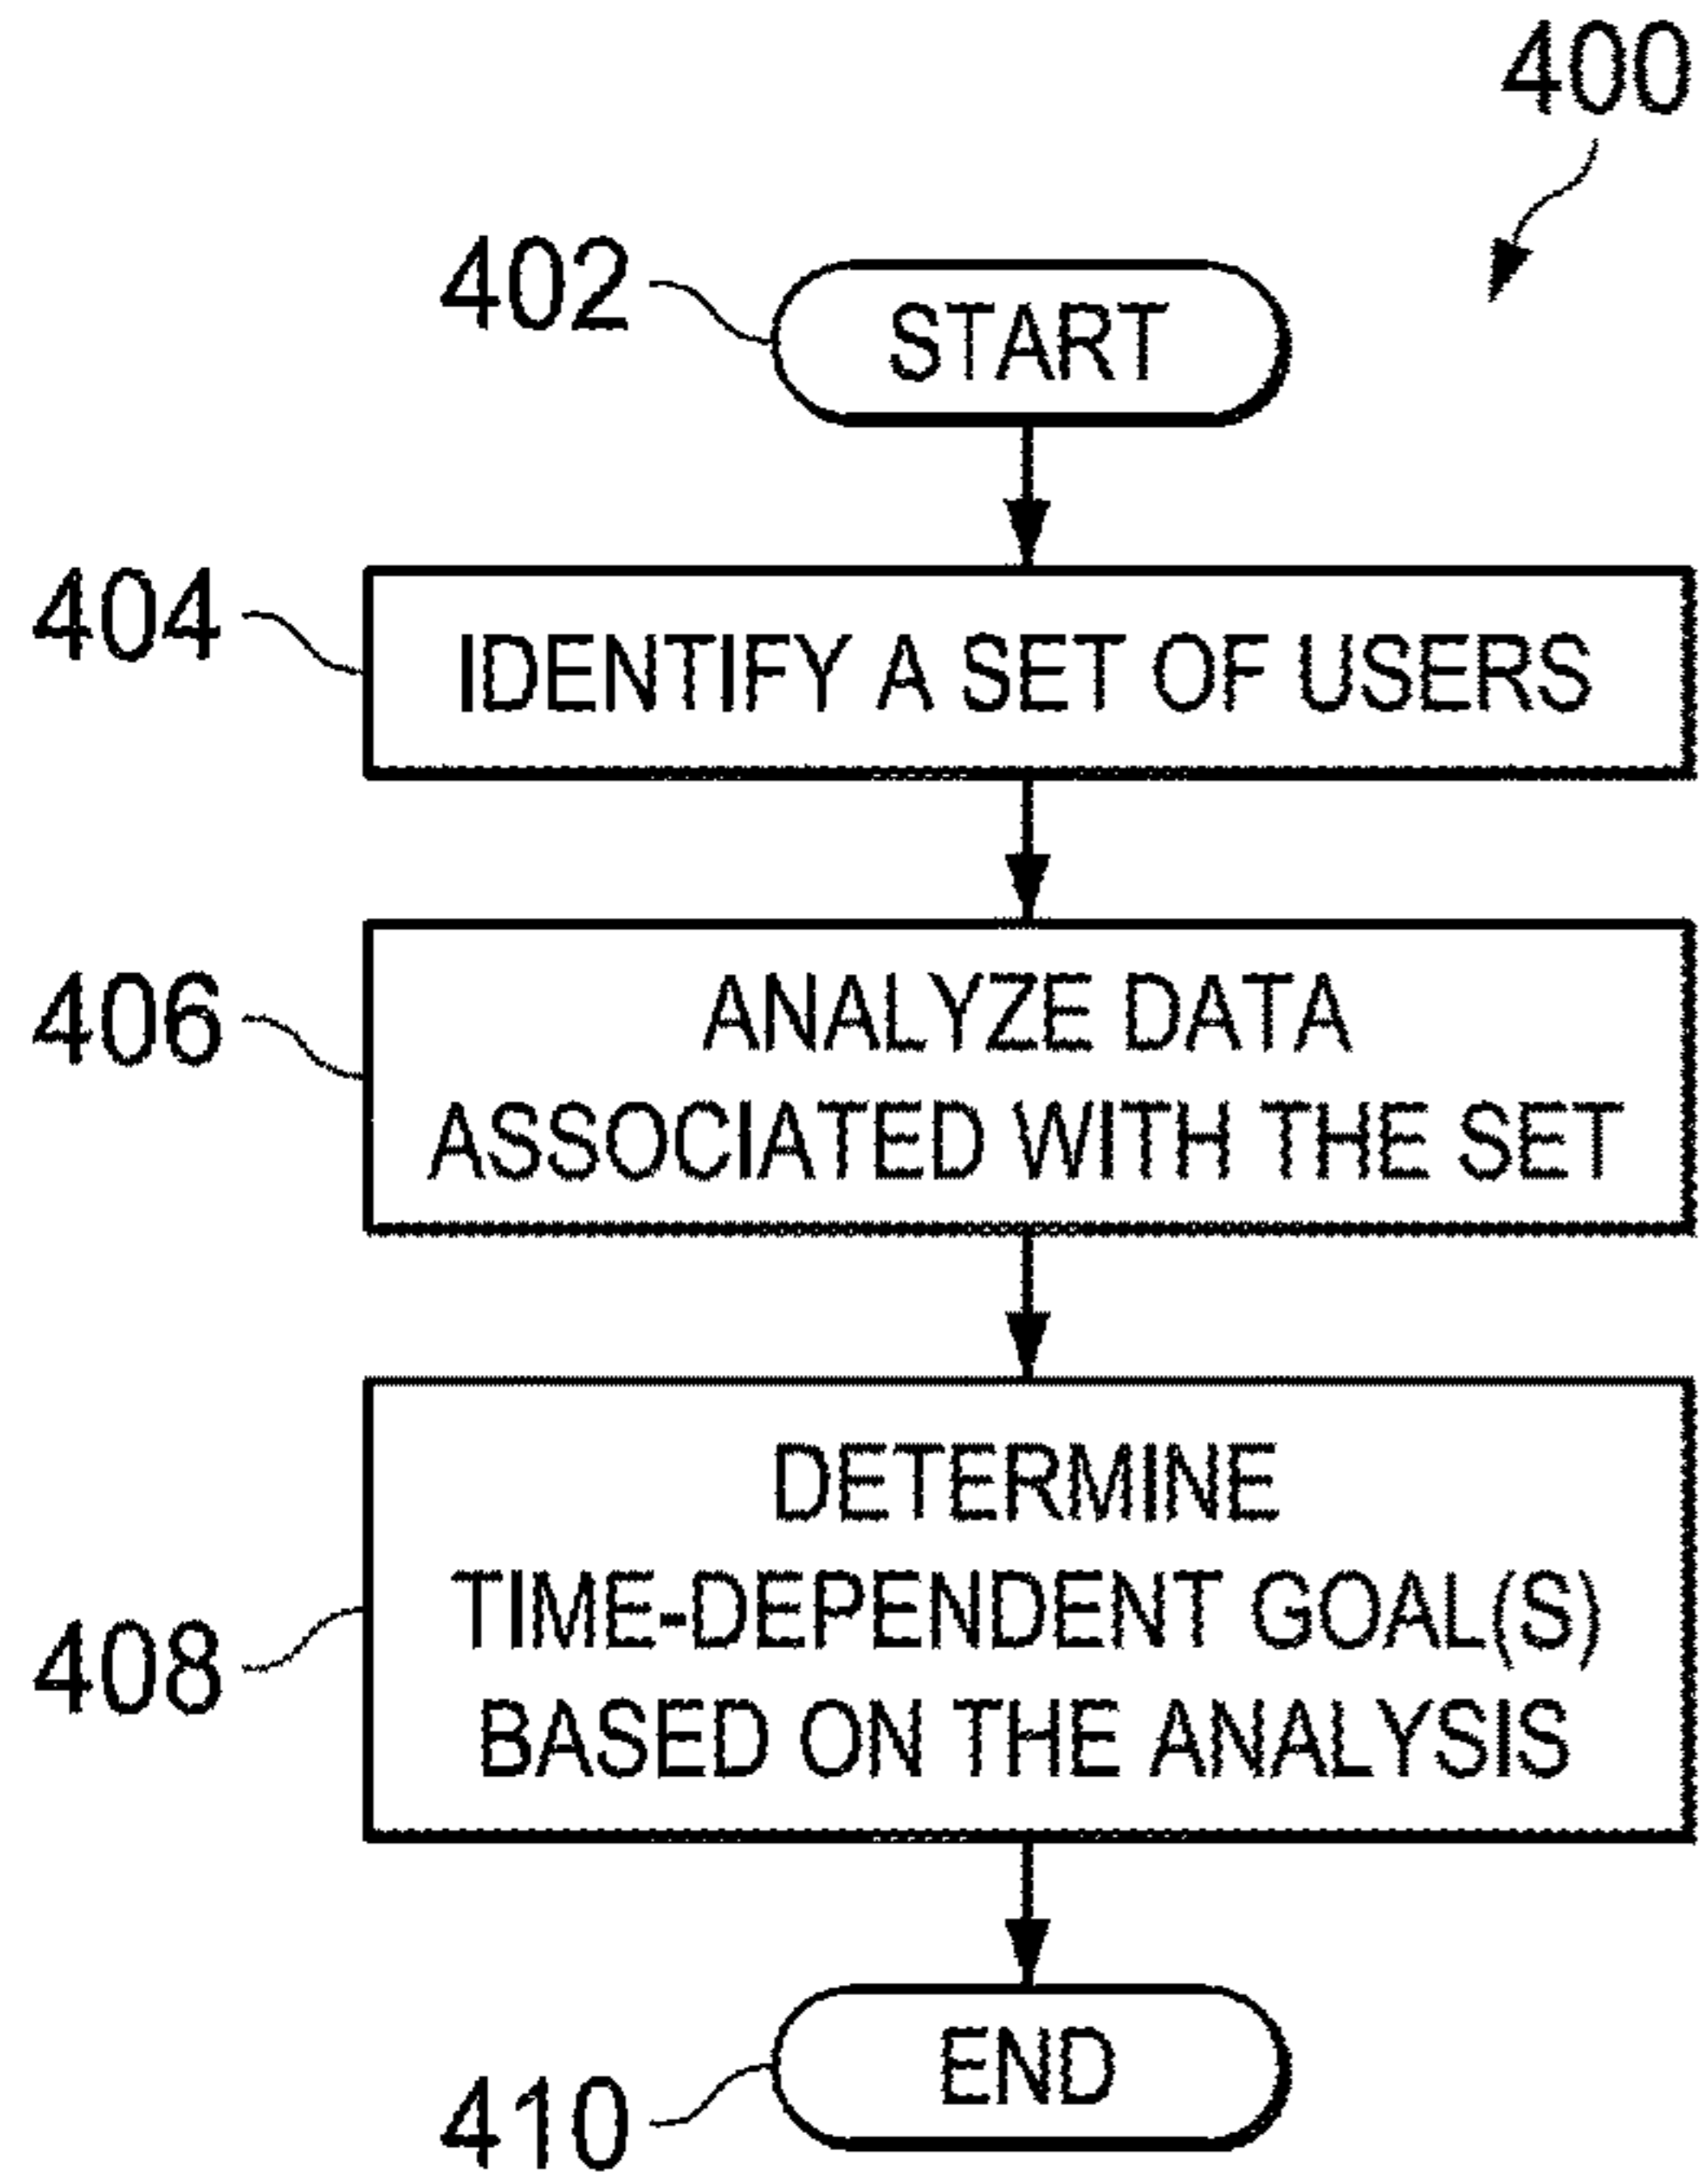 400
402
START
404
IDENTIFY A SET OF USERS
406
ANALYZE DATA
ASSOCIATED WITH THE SET
408
DETERMINE
TIME-DEPENDENT GOAL(S)
BASED ON THE ANALYSIS
410
END